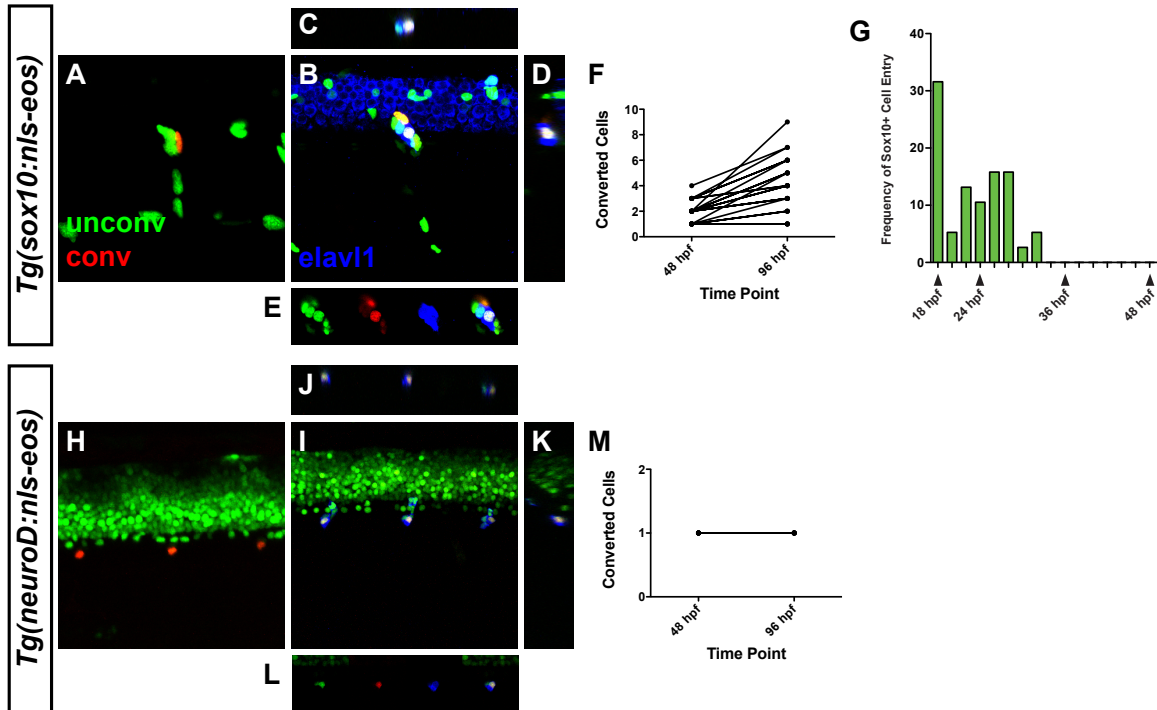 Tg(sox10:nls-eos)
A
unconv
conv
B
elavl1
C
D
E
F
Converted Cells
10
8
6
4
2
0
48 hpf
96 hpf
Time Point
G
Frequency of Sox10+ Cell Entry
40
30
20
10
0
18 hpf
24 hpf
36 hpf
48 hpf
Tg(neuroD:nls-eos)
H
I
J
K
L
M
Converted Cells
2
1
0
48 hpf
96 hpf
Time Point